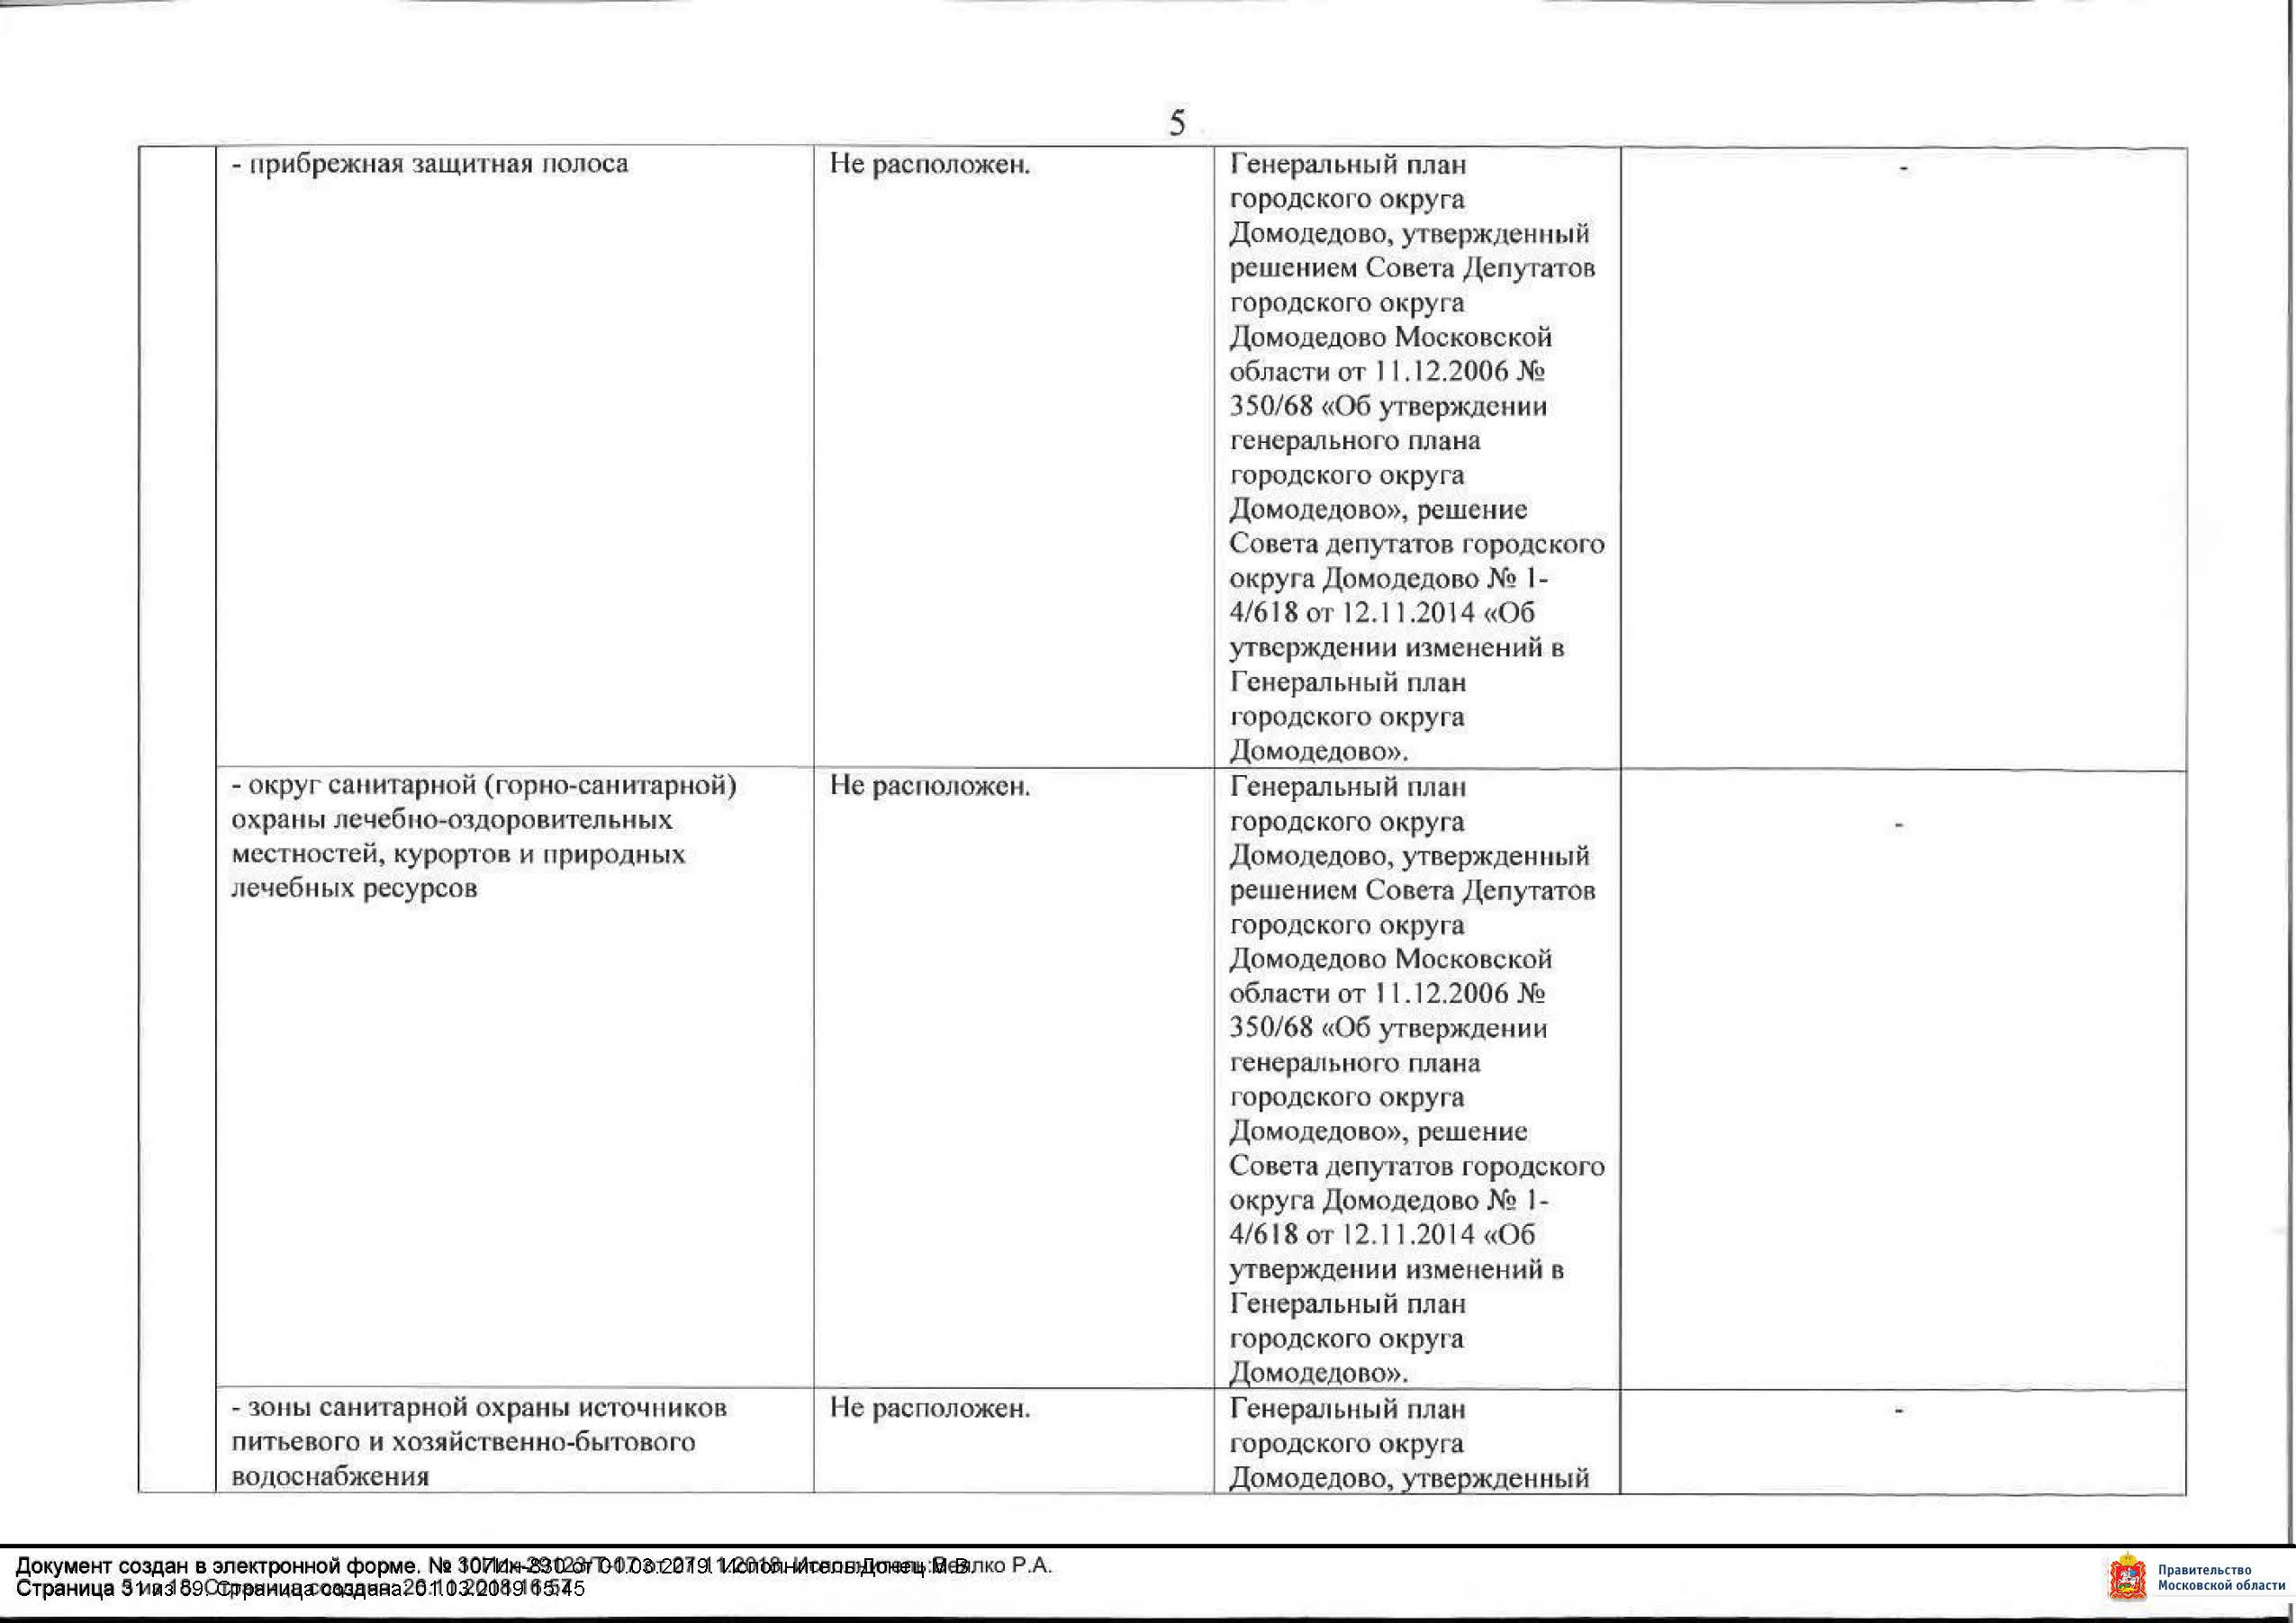 5
- прибрежная защитная полоса
Не расположен.
Генеральный план
городского округа
Домодедово, утвержденный
решением Совета Депутатов
городского округа
Домодедово Московской
области от 11.12.2006 №
350/68 «Об утверждении
генерального плана
городского округа
Домодедово», решение
Совета депутатов городского
округа Домодедово № 1-
4/618 от 12.11.2014 «Об
утверждении изменений в
Генеральный план
городского округа
Домодедово».
-
- округ санитарной (горно-санитарной)
охраны лечебно-оздоровительных
местностей, курортов и природных
лечебных ресурсов
Не расположен.
Генеральный план
городского округа
Домодедово, утвержденный
решением Совета Депутатов
городского округа
Домодедово Московской
области от 11.12.2006 №
350/68 «Об утверждении
генерального плана
городского округа
Домодедово», решение
Совета депутатов городского
округа Домодедово № 1-
4/618 от 12.11.2014 «Об
утверждении изменений в
Генеральный план
городского округа
Домодедово».
-
- зоны санитарной охраны источников
питьевого и хозяйственно-бытового
водоснабжения
Не расположен.
Генеральный план
городского округа
Домодедово, утвержденный
-
Документ создан в электронной форме. № от 01.03.2019. Исполнитель: Р.А.
Страница
Правительство
Московской области